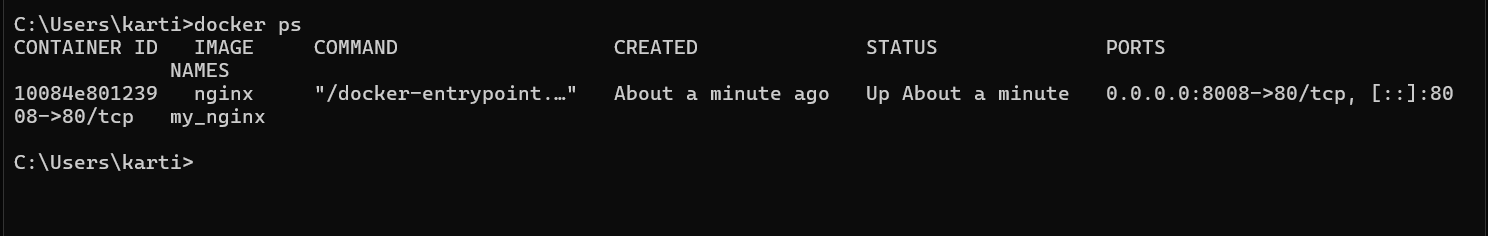 C:\Users\karti>docker ps
CONTAINER ID   IMAGE     COMMAND                  CREATED              STATUS              PORTS
             NAMES
10084e801239   nginx     "/docker-entrypoint.…"   About a minute ago   Up About a minute   0.0.0.0:8008->80/tcp, [::]:80
08->80/tcp   my_nginx
C:\Users\karti>